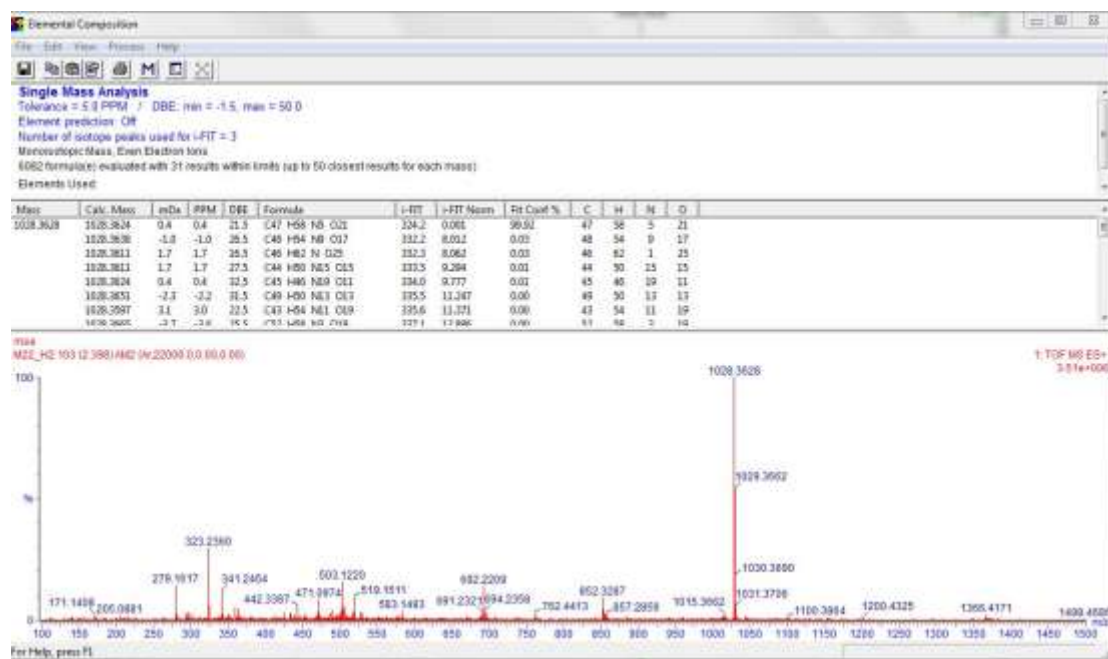 Elemental Composition
File Edit View Process Help
Single Mass Analysis
Tolerance = 5.0 PPM / DBE: min = -1.5, max = 50.0
Element prediction: Off
Number of isotope peaks used for i-FIT = 3
Monoisotopic Mass, Even Electron Ions
6082 formula(e) evaluated with 31 results within limits (up to 50 closest results for each mass)
Elements Used:
Mass Calc. Mass mDa PPM DBE Formula i-FIT i-FIT Norm Fit Conf % C H N O
1028.3628 1028.3624 0.4 0.4 21.5 C47 H58 N5 O21 324.2 0.001 99.92 47 58 5 21
1028.3638 -1.0 -1.0 26.5 C48 H54 N9 O17 332.2 8.012 0.03 48 54 9 17
1028.3611 1.7 1.7 C46 H62 N O25 332.3 8.062 0.03 46 62 1 25
1028.3611 1.7 1.7 27.5 C44 H50 N15 O15 333.5 9.284 0.01 44 50 15 15
1028.3624 0.4 0.4 32.5 C45 H46 N19 O11 334.0 9.777 0.01 45 46 19 11
1028.3651 -2.3 -2.2 31.5 C49 H50 N13 O13 335.5 11.247 0.00 49 50 13 13
1028.3597 3.1 3.0 22.5 C43 H54 N11 O19 335.6 11.371 0.00 43 54 11 19
mse
1: TOF MS ES+
100
1028.3628
1029.3662
%
323.2360
279.1617 341.2464 503.1220 682.2209 1030.3690
171.1498 205.0881 442.3387 471.0974 519.1511 583.1483 691.2321 694.2358 762.4413 852.3287 857.2858 1015.3662 1031.3706 1100.3984 1200.4325 1366.4171
0
100 150 200 250 300 350 400 450 500 550 600 650 700 750 800 850 900 950 1000 1050 1100 1150 1200 1250 1300 1350 1400 1450 1500
m/z
For Help, press F1